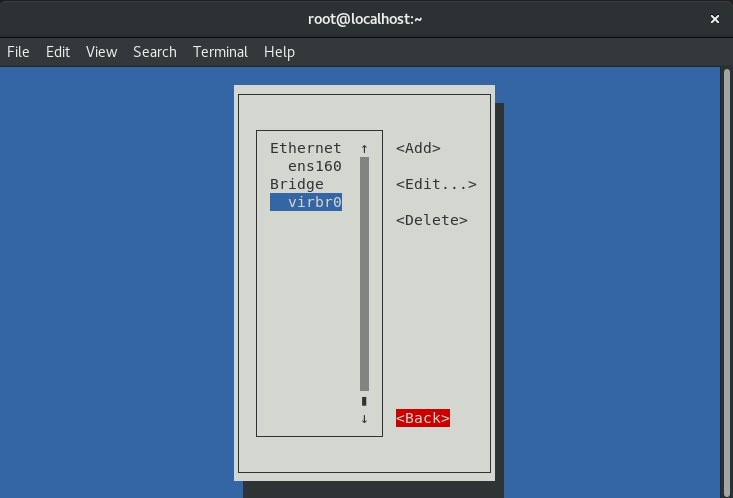 root@localhost:~ ×
File Edit View Search Terminal Help
Ethernet ↑ <Add>
ens160
Bridge <Edit...>
virbr0
<Delete>
↓ <Back>